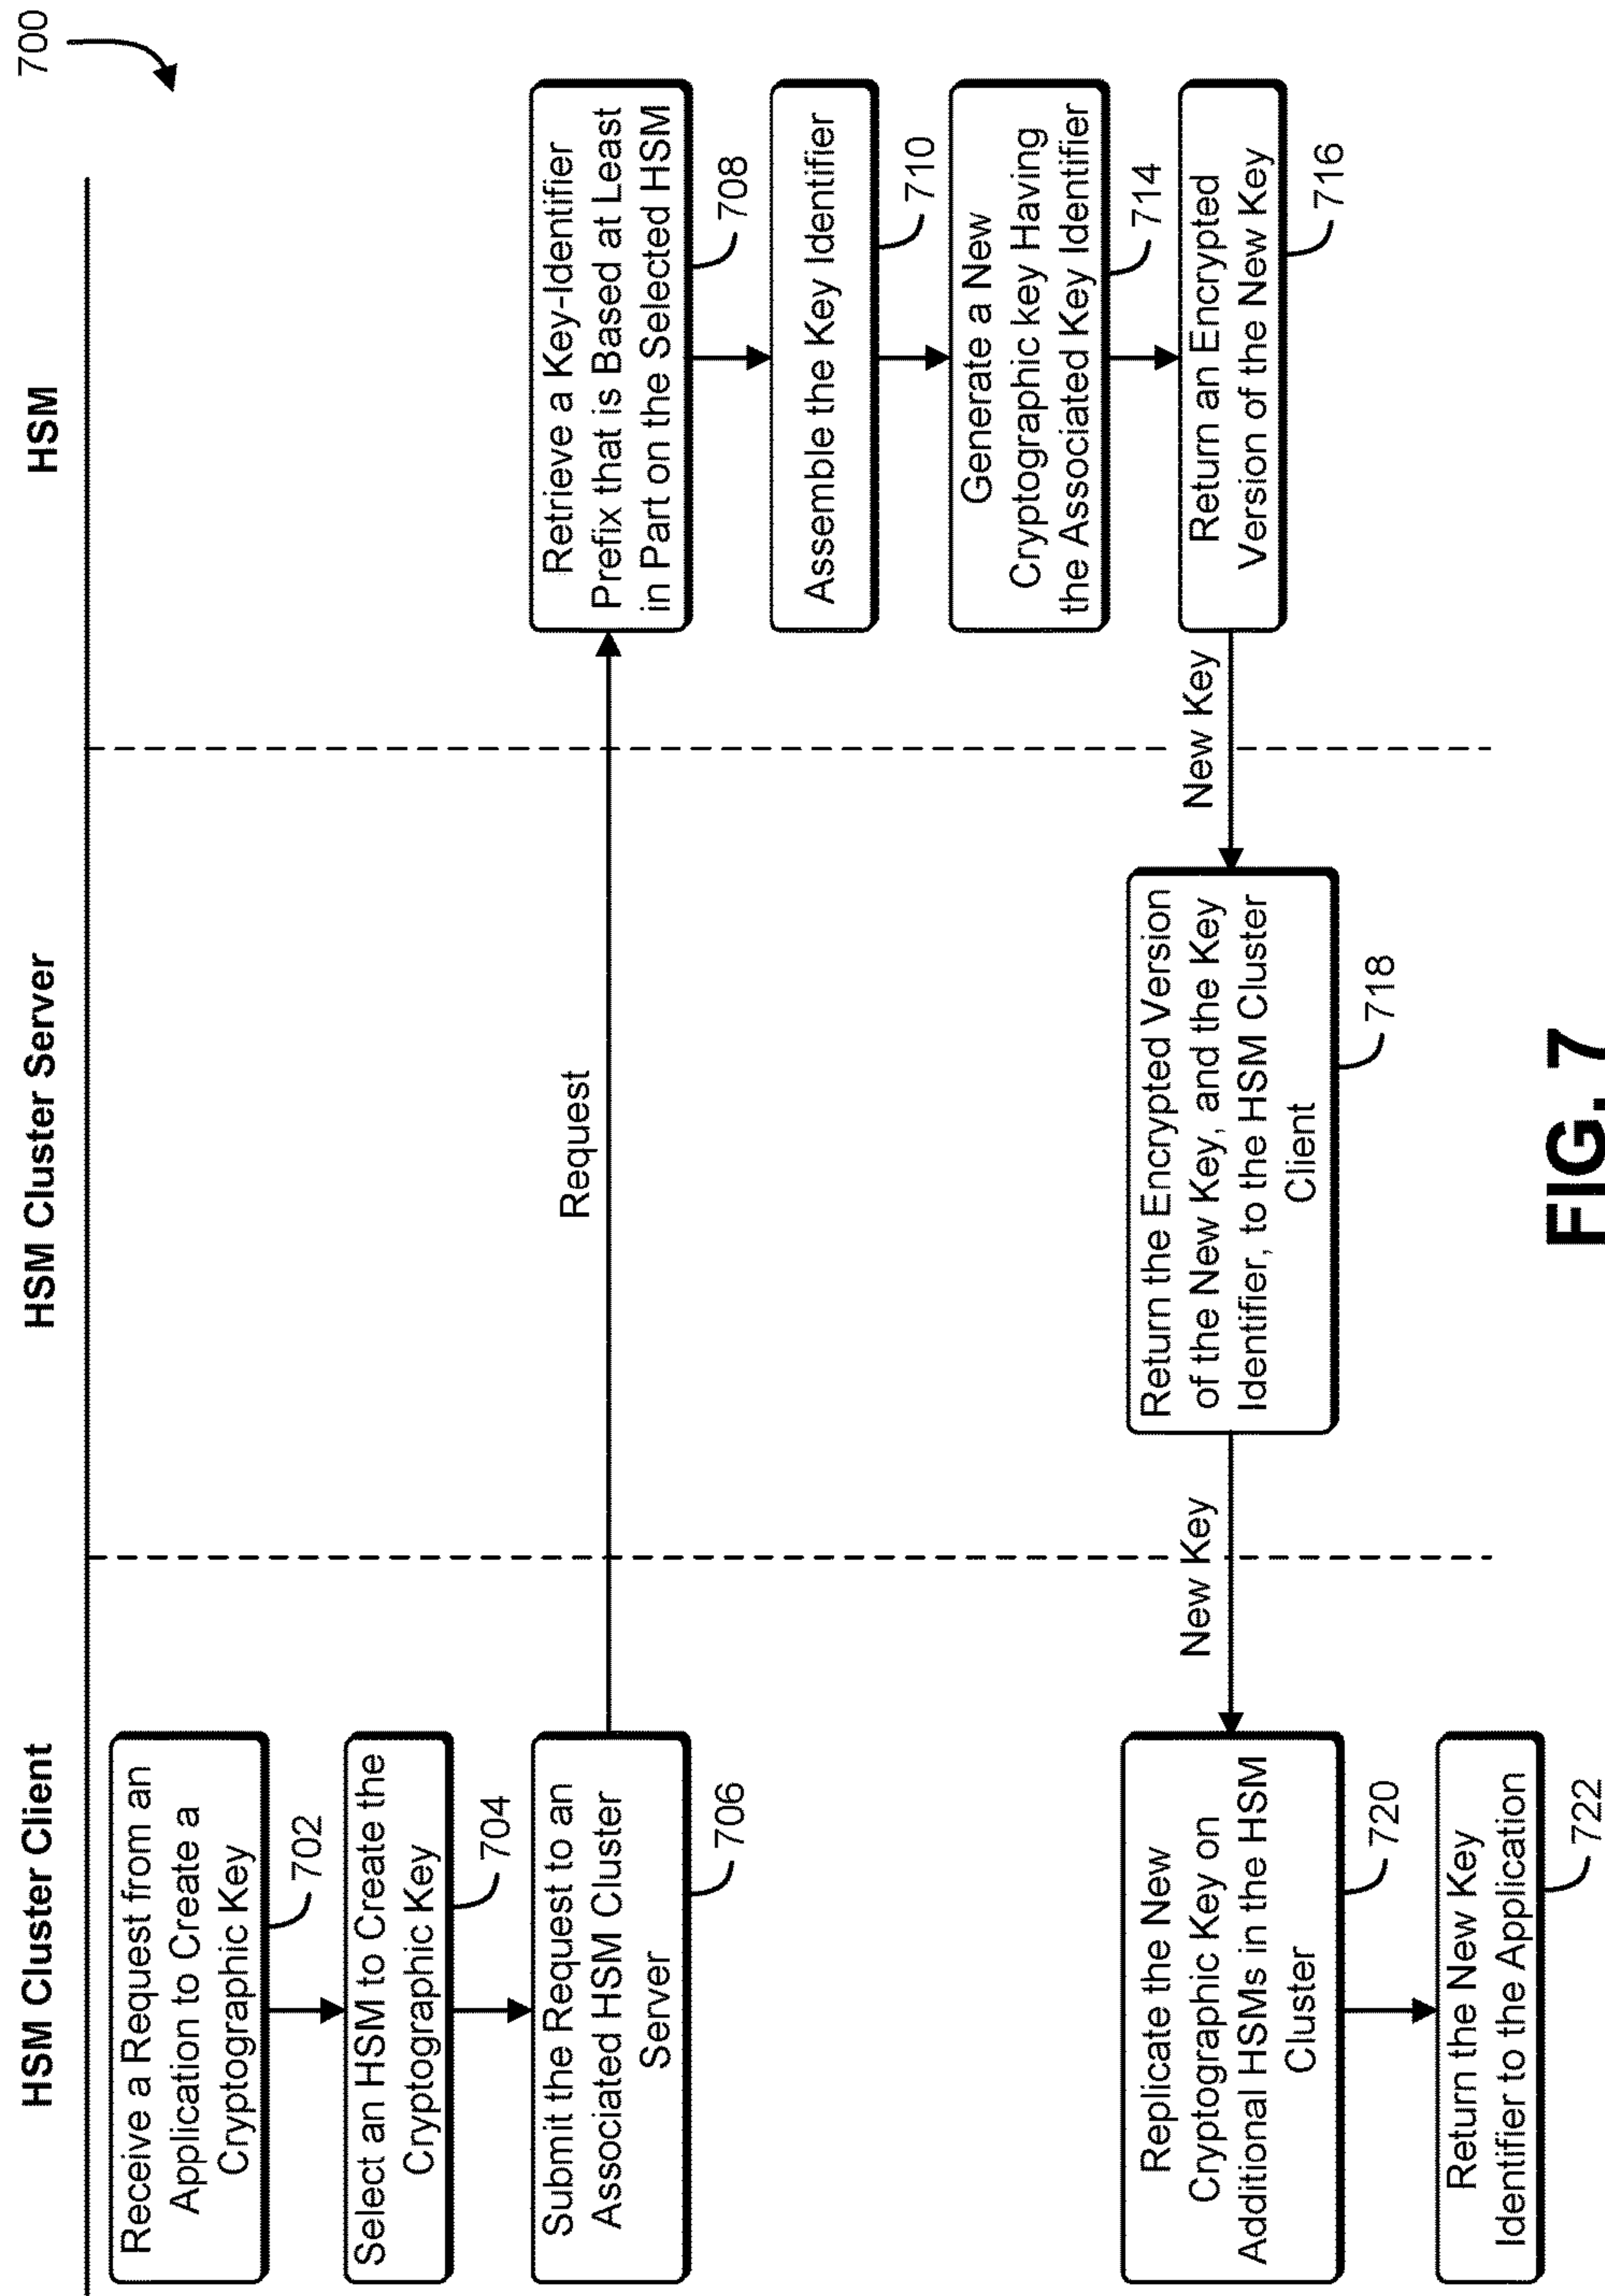 700
HSM Cluster Client
HSM Cluster Server
HSM
Receive a Request from an
Application to Create a
Cryptographic Key
702
Select an HSM to Create the
Cryptographic Key
704
Submit the Request to an
Associated HSM Cluster
Server
706
Request
Retrieve a Key-Identifier
Prefix that is Based at Least
in Part on the Selected HSM
708
Assemble the Key Identifier
710
Generate a New
Cryptographic key Having
the Associated Key Identifier
714
Return an Encrypted
Version of the New Key
716
New Key
Return the Encrypted Version
of the New Key, and the Key
Identifier, to the HSM Cluster
Client
718
New Key
Replicate the New
Cryptographic Key on
Additional HSMs in the HSM
Cluster
720
Return the New Key
Identifier to the Application
722
FIG. 7